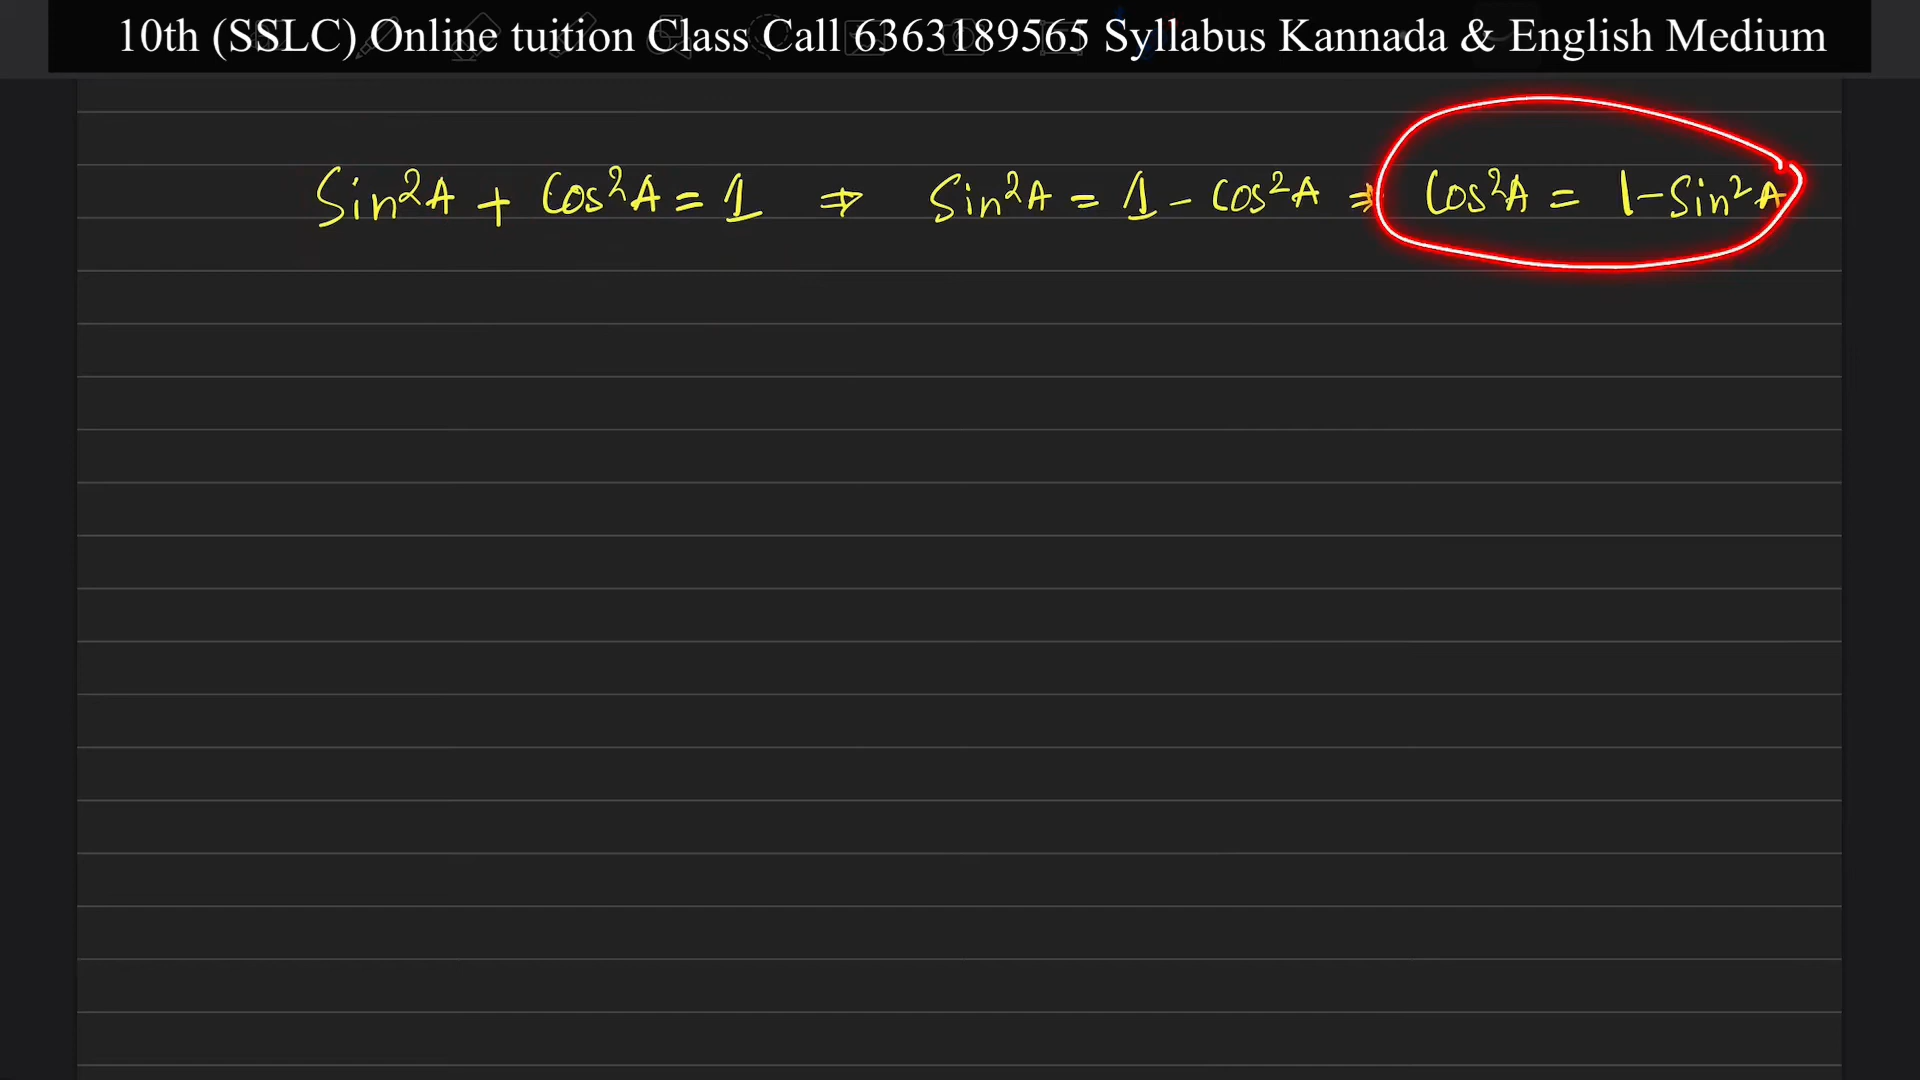 10th (SSLC) Online tuition Class Call 6363189565 Syllabus Kannada & English Medium
Sin²A + Cos²A = 1 ⇒ Sin²A = 1 - Cos²A ⇒ Cos²A = 1-Sin²A